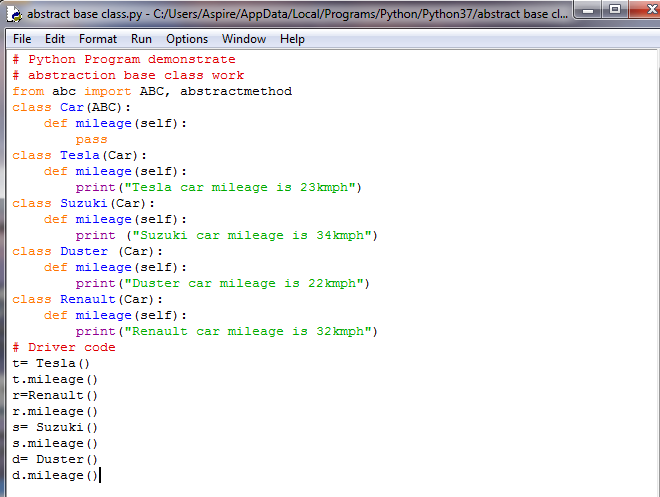 abstract base class.py - C:/Users/Aspire/AppData/Local/Programs/Python/Python37/abstract base cl...
File Edit Format Run Options Window Help
# Python Program demonstrate
# abstraction base class work
from abc import ABC, abstractmethod
class Car(ABC):
    def mileage(self):
        pass
class Tesla(Car):
    def mileage(self):
        print("Tesla car mileage is 23kmph")
class Suzuki(Car):
    def mileage(self):
        print ("Suzuki car mileage is 34kmph")
class Duster (Car):
    def mileage(self):
        print("Duster car mileage is 22kmph")
class Renault(Car):
    def mileage(self):
        print("Renault car mileage is 32kmph")
# Driver code
t= Tesla()
t.mileage()
r=Renault()
r.mileage()
s= Suzuki()
s.mileage()
d= Duster()
d.mileage()